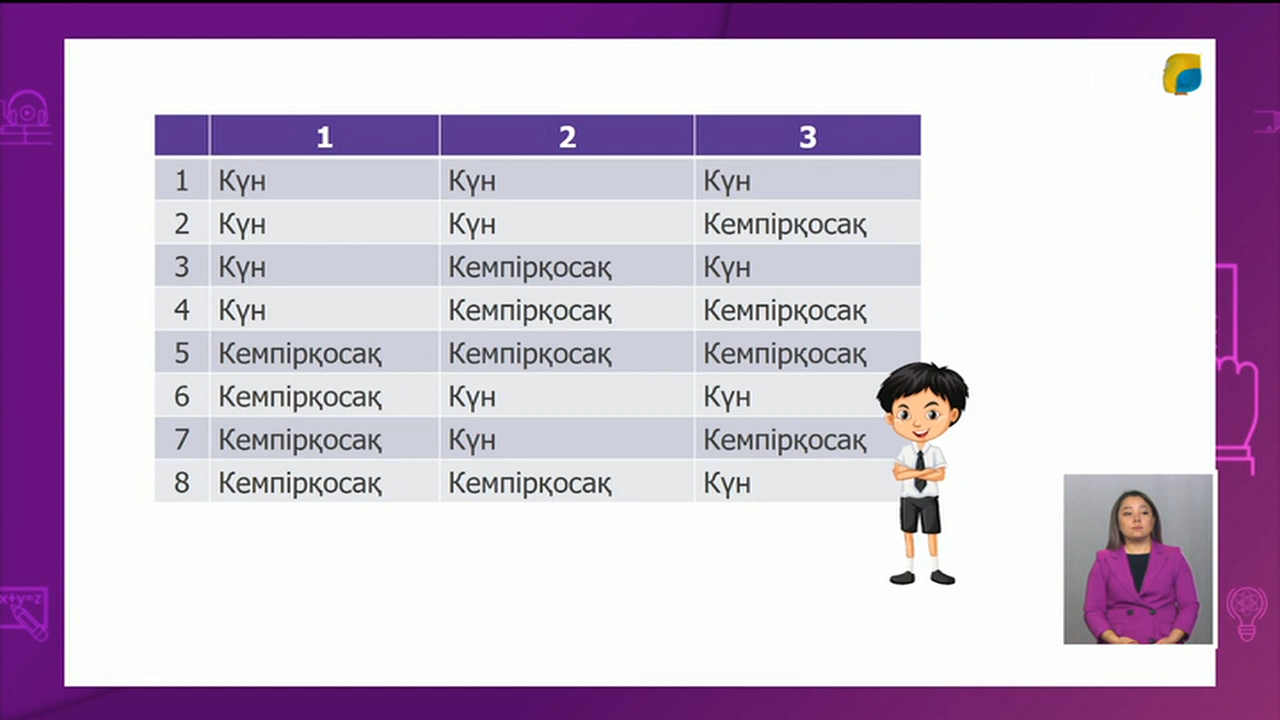 1 2 3
1 Күн Күн Күн
2 Күн Күн Кемпірқосақ
3 Күн Кемпірқосақ Күн
4 Күн Кемпірқосақ Кемпірқосақ
5 Кемпірқосақ Кемпірқосақ Кемпірқосақ
6 Кемпірқосақ Күн Күн
7 Кемпірқосақ Күн Кемпірқосақ
8 Кемпірқосақ Кемпірқосақ Күн
x+y=z